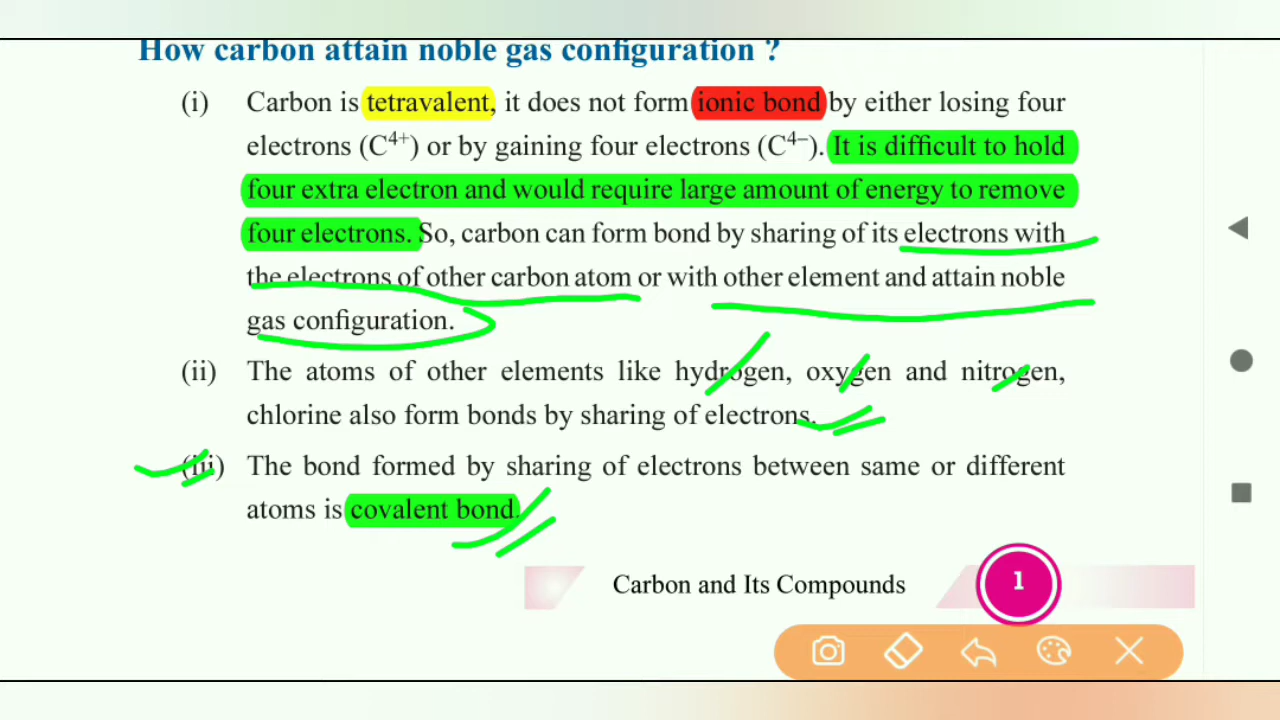 How carbon attain noble gas configuration ?
(i) Carbon is tetravalent, it does not form ionic bond by either losing four
electrons (C⁴⁺) or by gaining four electrons (C⁴⁻). It is difficult to hold
four extra electron and would require large amount of energy to remove
four electrons. So, carbon can form bond by sharing of its electrons with
the electrons of other carbon atom or with other element and attain noble
gas configuration.
(ii) The atoms of other elements like hydrogen, oxygen and nitrogen,
chlorine also form bonds by sharing of electrons.
(iii) The bond formed by sharing of electrons between same or different
atoms is covalent bond.
Carbon and Its Compounds 1